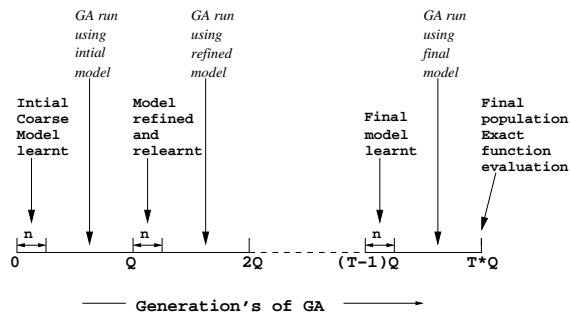 GA run
using
intial
model
GA run
using
refined
model
GA run
using
final
model
Intial
Coarse
Model
learnt
Model
refined
and
relearnt
Final
model
learnt
Final
population
Exact
function
evaluation
n
n
n
0
Q
2Q
(T-1)Q
T*Q
Generation's of GA